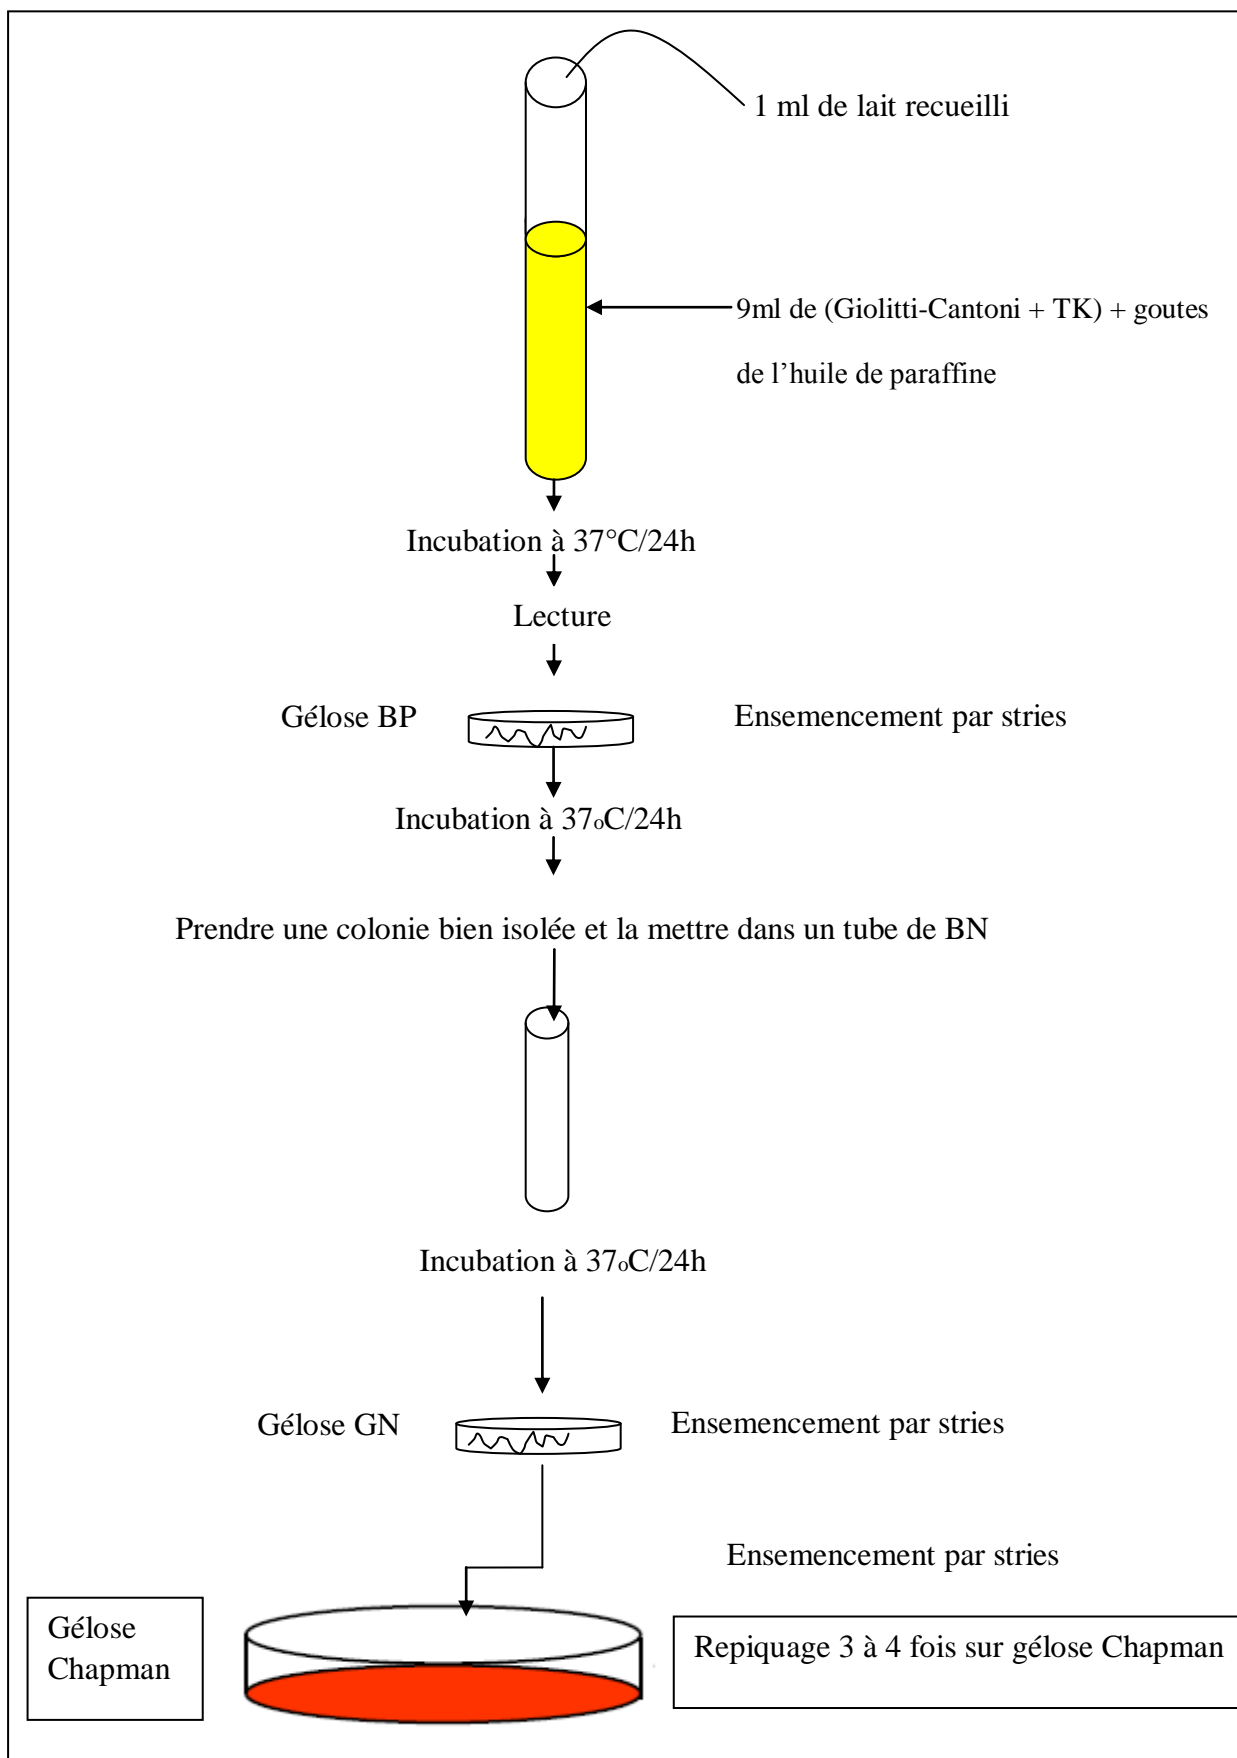 1 ml de lait recueilli
9ml de (Giolitti-Cantoni + TK) + goutes
de l’huile de paraffine
Incubation à 37°C/24h
Lecture
Gélose BP
Ensemencement par stries
Incubation à 37oC/24h
Prendre une colonie bien isolée et la mettre dans un tube de BN
Incubation à 37oC/24h
Gélose GN
Ensemencement par stries
Ensemencement par stries
Gélose
Chapman
Repiquage 3 à 4 fois sur gélose Chapman